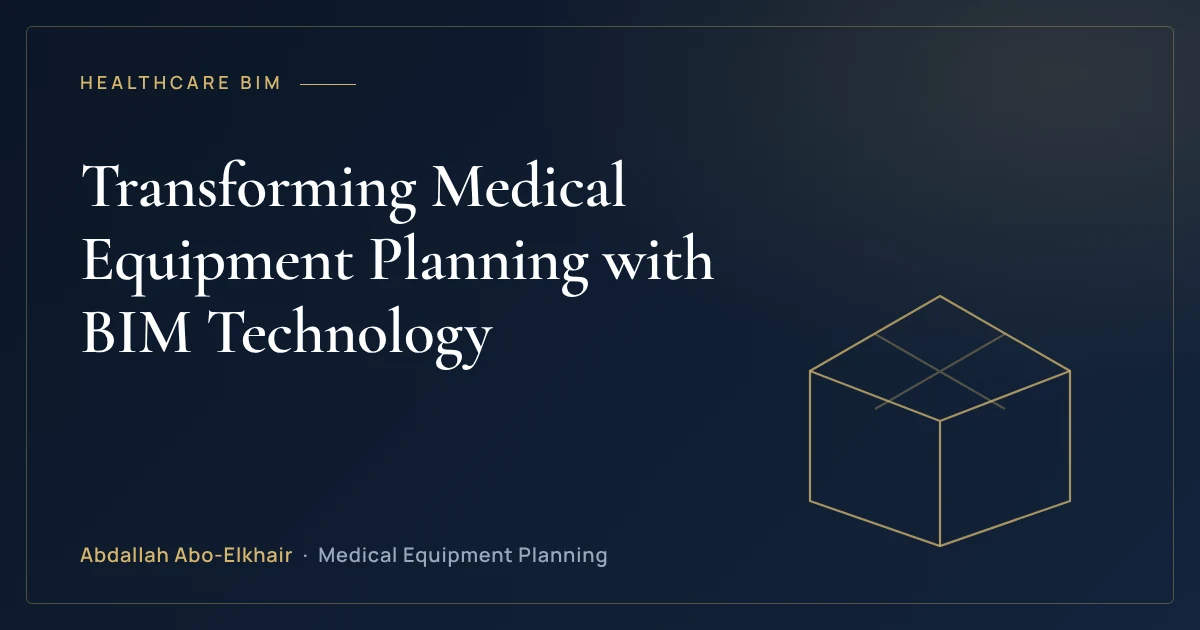 HEALTHCARE BIM
Transforming Medical
Equipment Planning with
BIM Technology
Abdallah Abo-Elkhair · Medical Equipment Planning